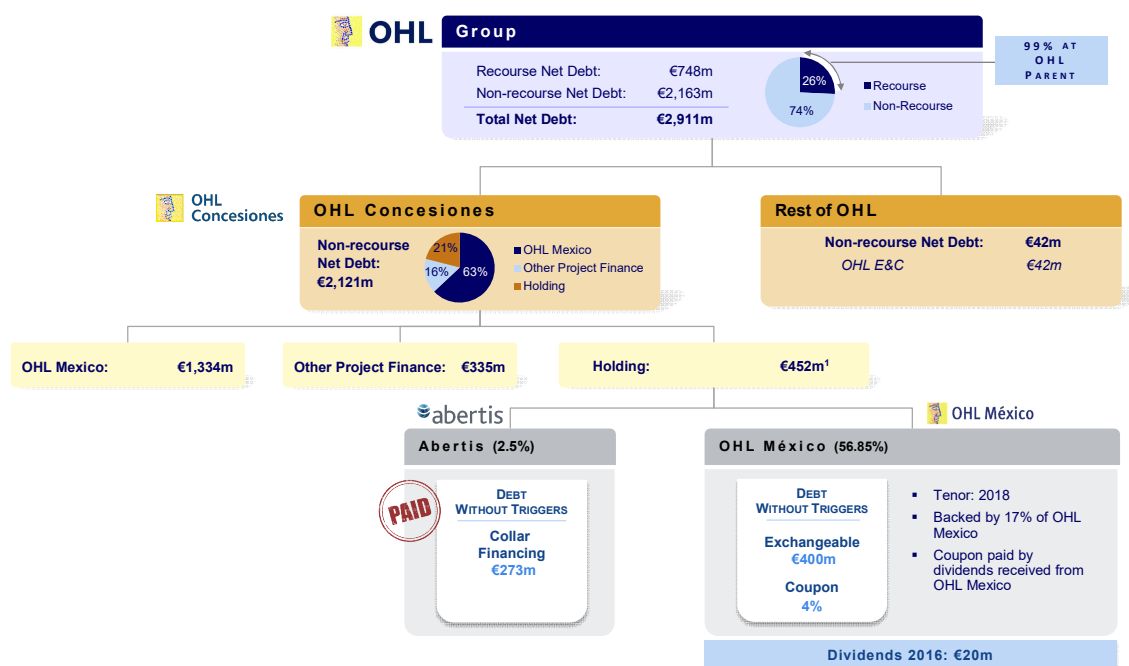 OHL
Group
99% AT
OHL
PARENT
Recourse Net Debt: €748m
Non-recourse Net Debt: €2,163m
Total Net Debt: €2,911m
26%
74%
Recourse
Non-Recourse
OHL
Concesiones
OHL Concesiones
Non-recourse
Net Debt:
€2,121m
21%
16%
63%
OHL Mexico
Other Project Finance
Holding
Rest of OHL
Non-recourse Net Debt: €42m
OHL E&C €42m
OHL Mexico: €1,334m
Other Project Finance: €335m
Holding: €452m¹
abertis
Abertis (2.5%)
PAID
DEBT
WITHOUT TRIGGERS
Collar
Financing
€273m
OHL México
OHL México (56.85%)
DEBT
WITHOUT TRIGGERS
Exchangeable
€400m
Coupon
4%
▪ Tenor: 2018
▪ Backed by 17% of OHL
Mexico
▪ Coupon paid by
dividends received from
OHL Mexico
Dividends 2016: €20m